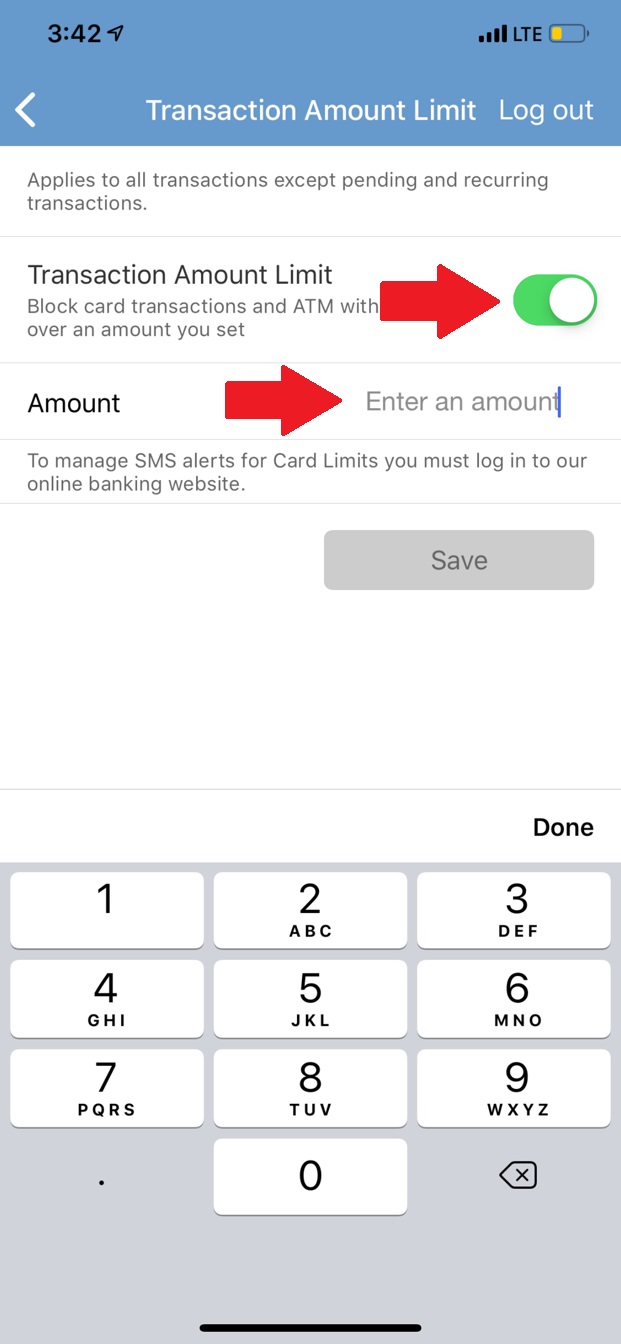 3:42 LTE
Transaction Amount Limit Log out
Applies to all transactions except pending and recurring
transactions.
Transaction Amount Limit
Block card transactions and ATM with
over an amount you set
Amount Enter an amount
To manage SMS alerts for Card Limits you must log in to our
online banking website.
Save
Done
1 2 3
ABC DEF
4 5 6
GHI JKL MNO
7 8 9
PQRS TUV WXYZ
. 0